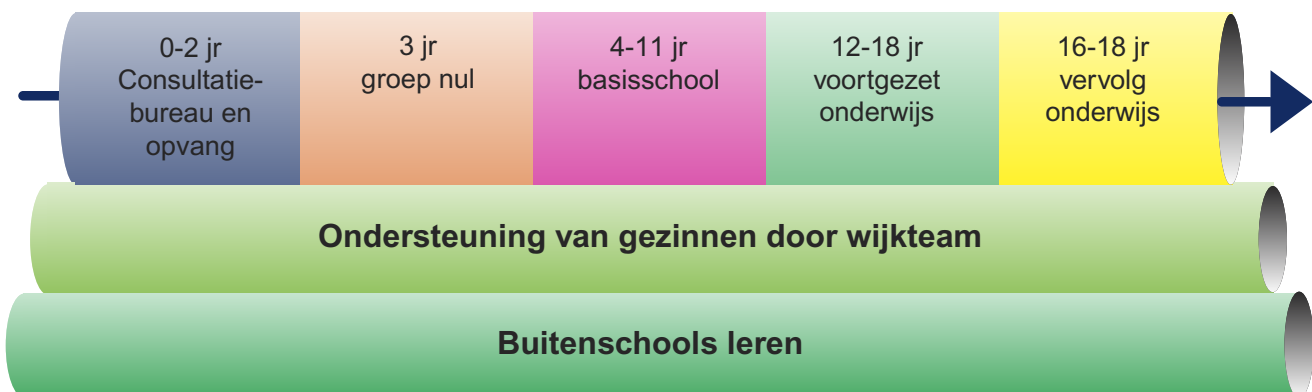 0-2 jr
Consultatie-
bureau en
opvang
3 jr
groep nul
4-11 jr
basisschool
12-18 jr
voortgezet
onderwijs
16-18 jr
vervolg
onderwijs
Ondersteuning van gezinnen door wijkteam
Buitenschools leren